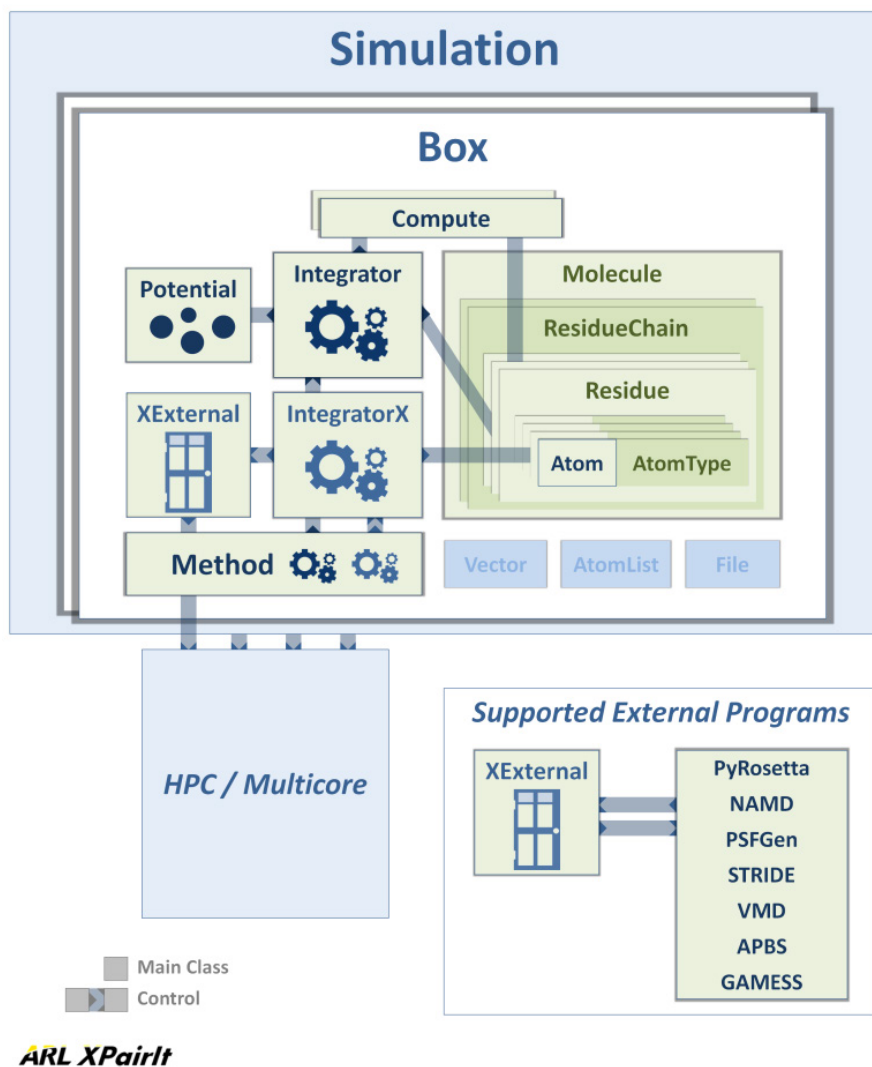 Simulation
Box
Compute
Integrator
Potential
Molecule
ResidueChain
Residue
Atom
AtomType
XExternal
IntegratorX
Method
Vector
AtomList
File
HPC / Multicore
Supported External Programs
XExternal
PyRosetta
NAMD
PSFGen
STRIDE
VMD
APBS
GAMESS
Main Class
Control
ARL XPairIt